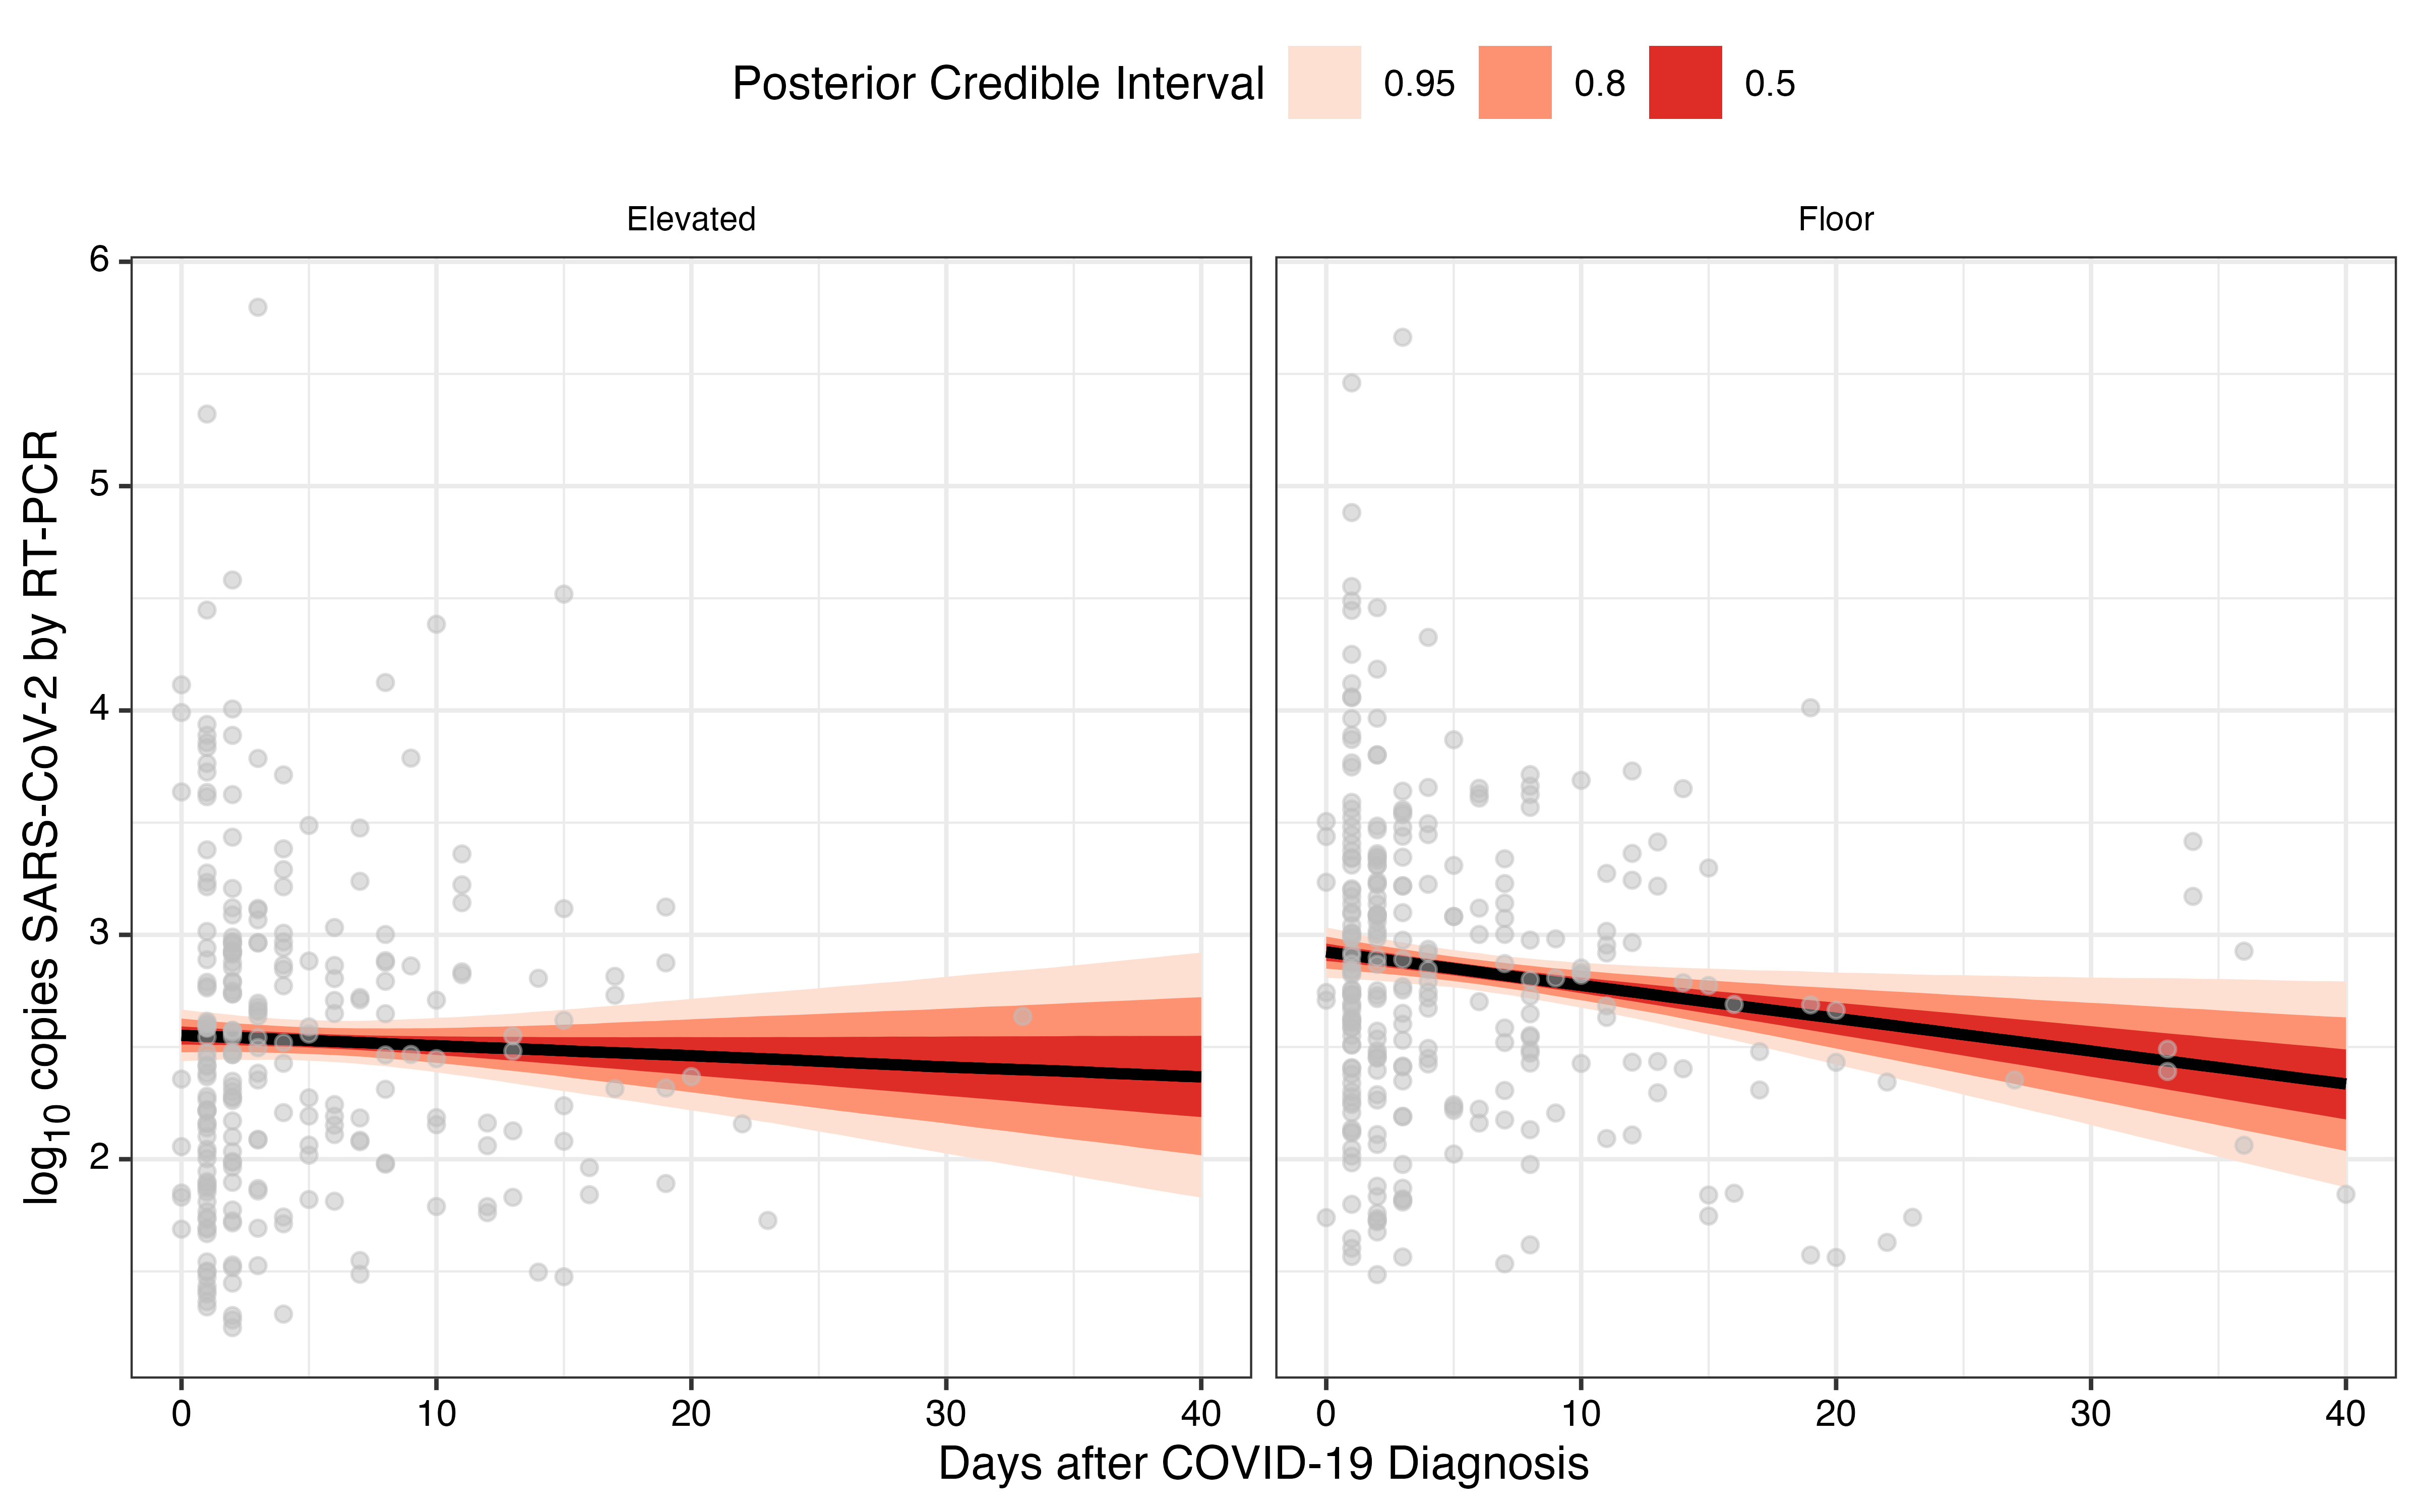 Posterior Credible Interval 0.95 0.8 0.5
Elevated Floor
log10 copies SARS-CoV-2 by RT-PCR
6
5
4
3
2
0 10 20 30 40 0 10 20 30 40
Days after COVID-19 Diagnosis